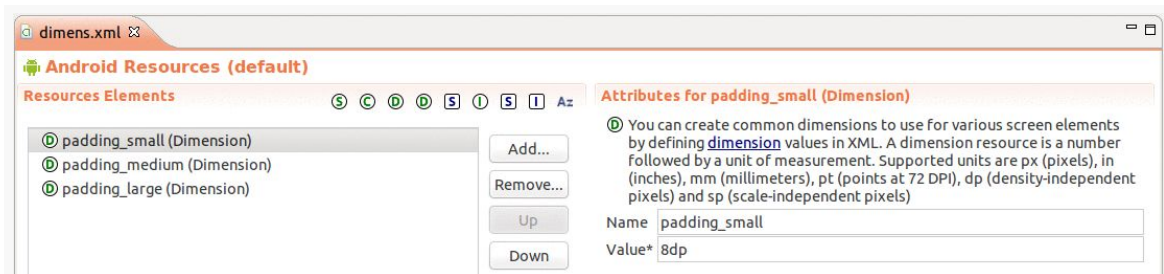 dimens.xml
Android Resources (default)
Resources Elements
S C D D S I S I Az
padding_small (Dimension)
D padding_small (Dimension)
D padding_medium (Dimension)
D padding_large (Dimension)
Add...
Remove...
Up
Down
Attributes for padding_small (Dimension)
D You can create common dimensions to use for various screen elements
by defining dimension values in XML. A dimension resource is a number
followed by a unit of measurement. Supported units are px (pixels), in
(inches), mm (millimeters), pt (points at 72 DPI), dp (density-independent
pixels) and sp (scale-independent pixels)
Name padding_small
Value* 8dp